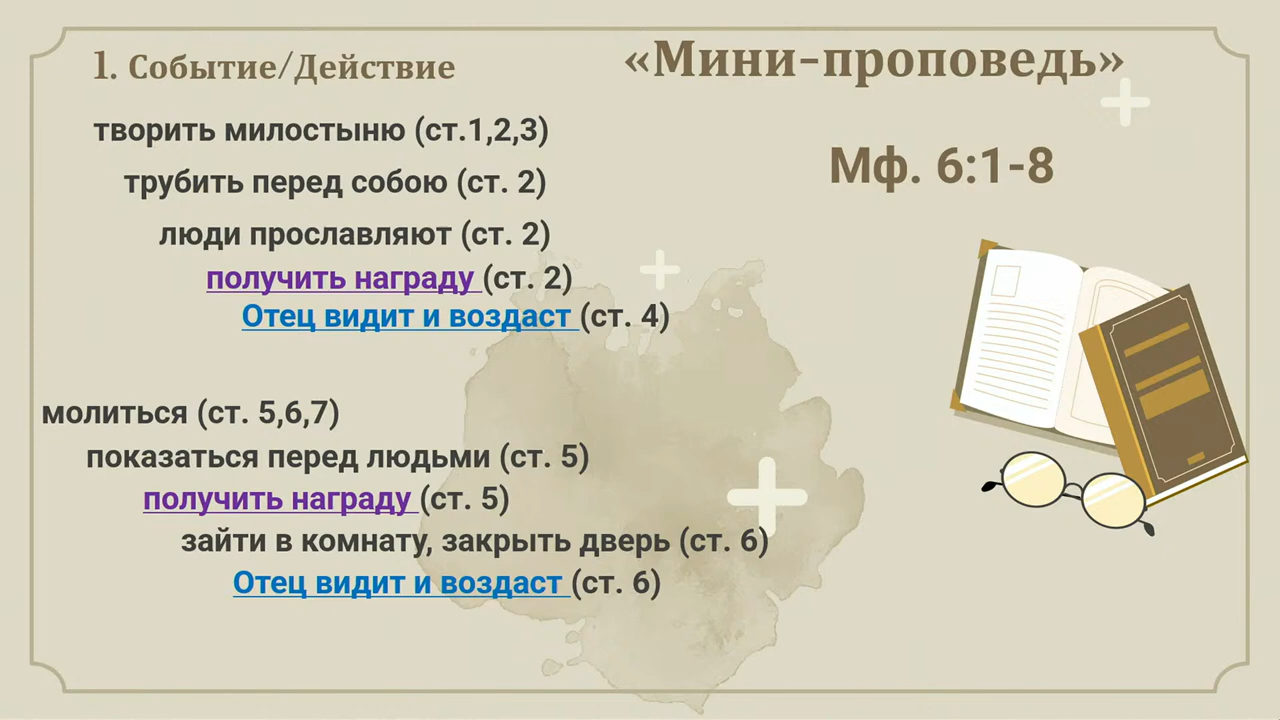 1. Событие/Действие
«Мини-проповедь»
Мф. 6:1-8
творить милостыню (ст.1,2,3)
трубить перед собою (ст. 2)
люди прославляют (ст. 2)
получить награду (ст. 2)
Отец видит и воздаст (ст. 4)
молиться (ст. 5,6,7)
показаться перед людьми (ст. 5)
получить награду (ст. 5)
зайти в комнату, закрыть дверь (ст. 6)
Отец видит и воздаст (ст. 6)